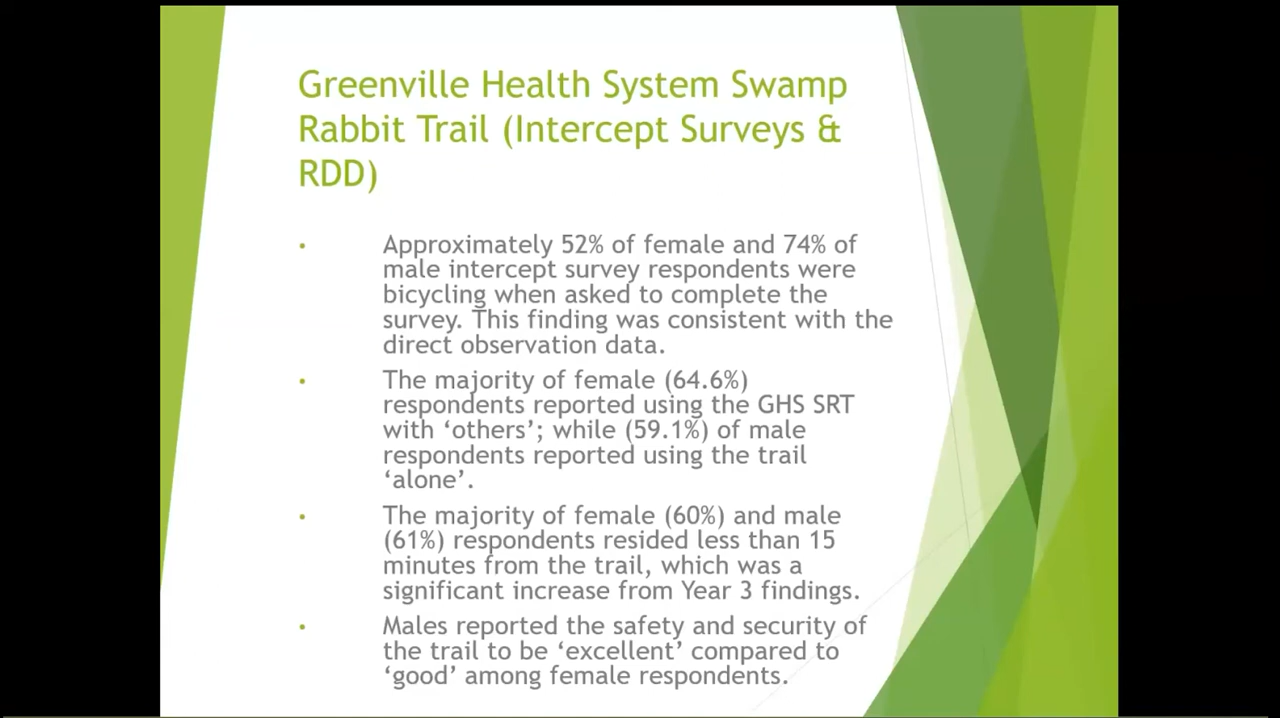 Greenville Health System Swamp
Rabbit Trail (Intercept Surveys &
RDD)
• Approximately 52% of female and 74% of
male intercept survey respondents were
bicycling when asked to complete the
survey. This finding was consistent with the
direct observation data.
• The majority of female (64.6%)
respondents reported using the GHS SRT
with ‘others’; while (59.1%) of male
respondents reported using the trail
‘alone’.
• The majority of female (60%) and male
(61%) respondents resided less than 15
minutes from the trail, which was a
significant increase from Year 3 findings.
• Males reported the safety and security of
the trail to be ‘excellent’ compared to
‘good’ among female respondents.